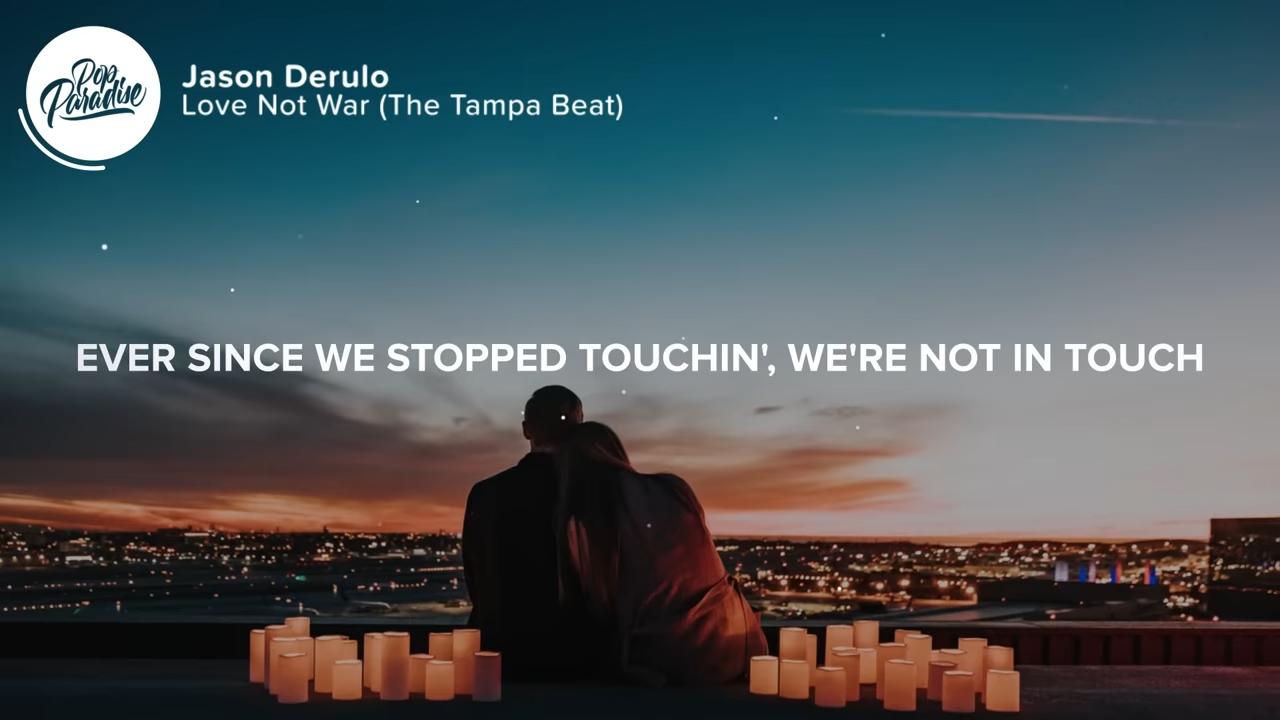 Pop
Paradise
Jason Derulo
Love Not War (The Tampa Beat)
EVER SINCE WE STOPPED TOUCHIN', WE'RE NOT IN TOUCH